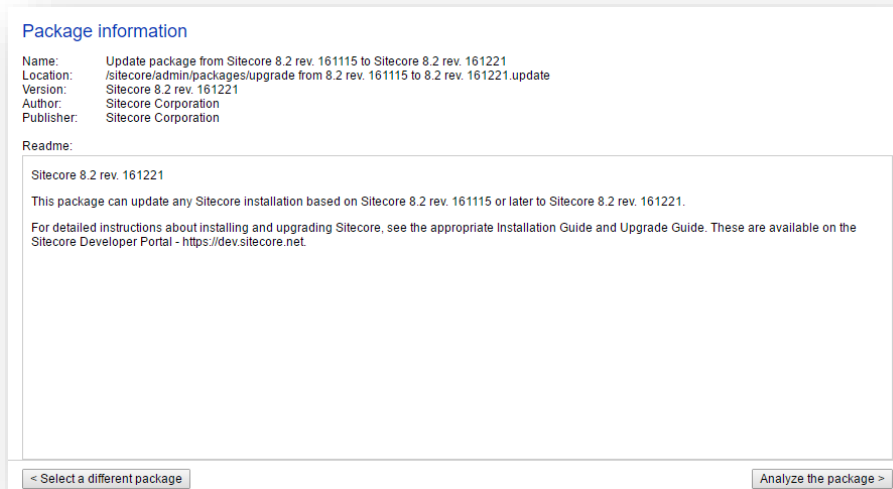 Package information
Name: Update package from Sitecore 8.2 rev. 161115 to Sitecore 8.2 rev. 161221
Location: /sitecore/admin/packages/upgrade from 8.2 rev. 161115 to 8.2 rev. 161221.update
Version: Sitecore 8.2 rev. 161221
Author: Sitecore Corporation
Publisher: Sitecore Corporation
Readme:
Sitecore 8.2 rev. 161221
This package can update any Sitecore installation based on Sitecore 8.2 rev. 161115 or later to Sitecore 8.2 rev. 161221.
For detailed instructions about installing and upgrading Sitecore, see the appropriate Installation Guide and Upgrade Guide. These are available on the
Sitecore Developer Portal - https://dev.sitecore.net.
< Select a different package
Analyze the package >